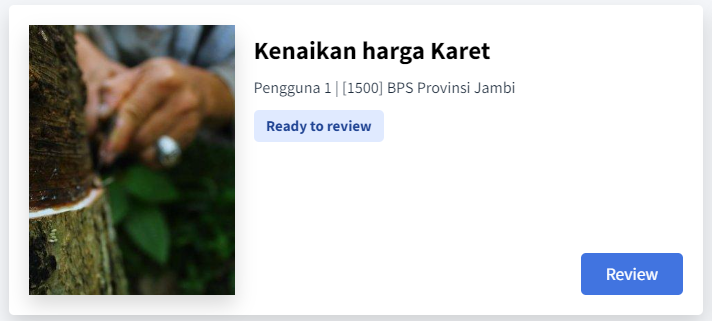 Kenaikan harga Karet
Pengguna 1 | [1500] BPS Provinsi Jambi
Ready to review
Review